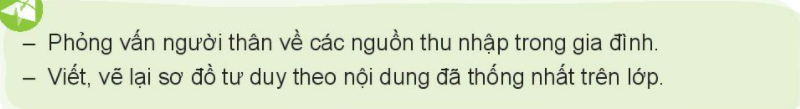 – Phỏng vấn người thân về các nguồn thu nhập trong gia đình.
– Viết, vẽ lại sơ đồ tư duy theo nội dung đã thống nhất trên lớp.